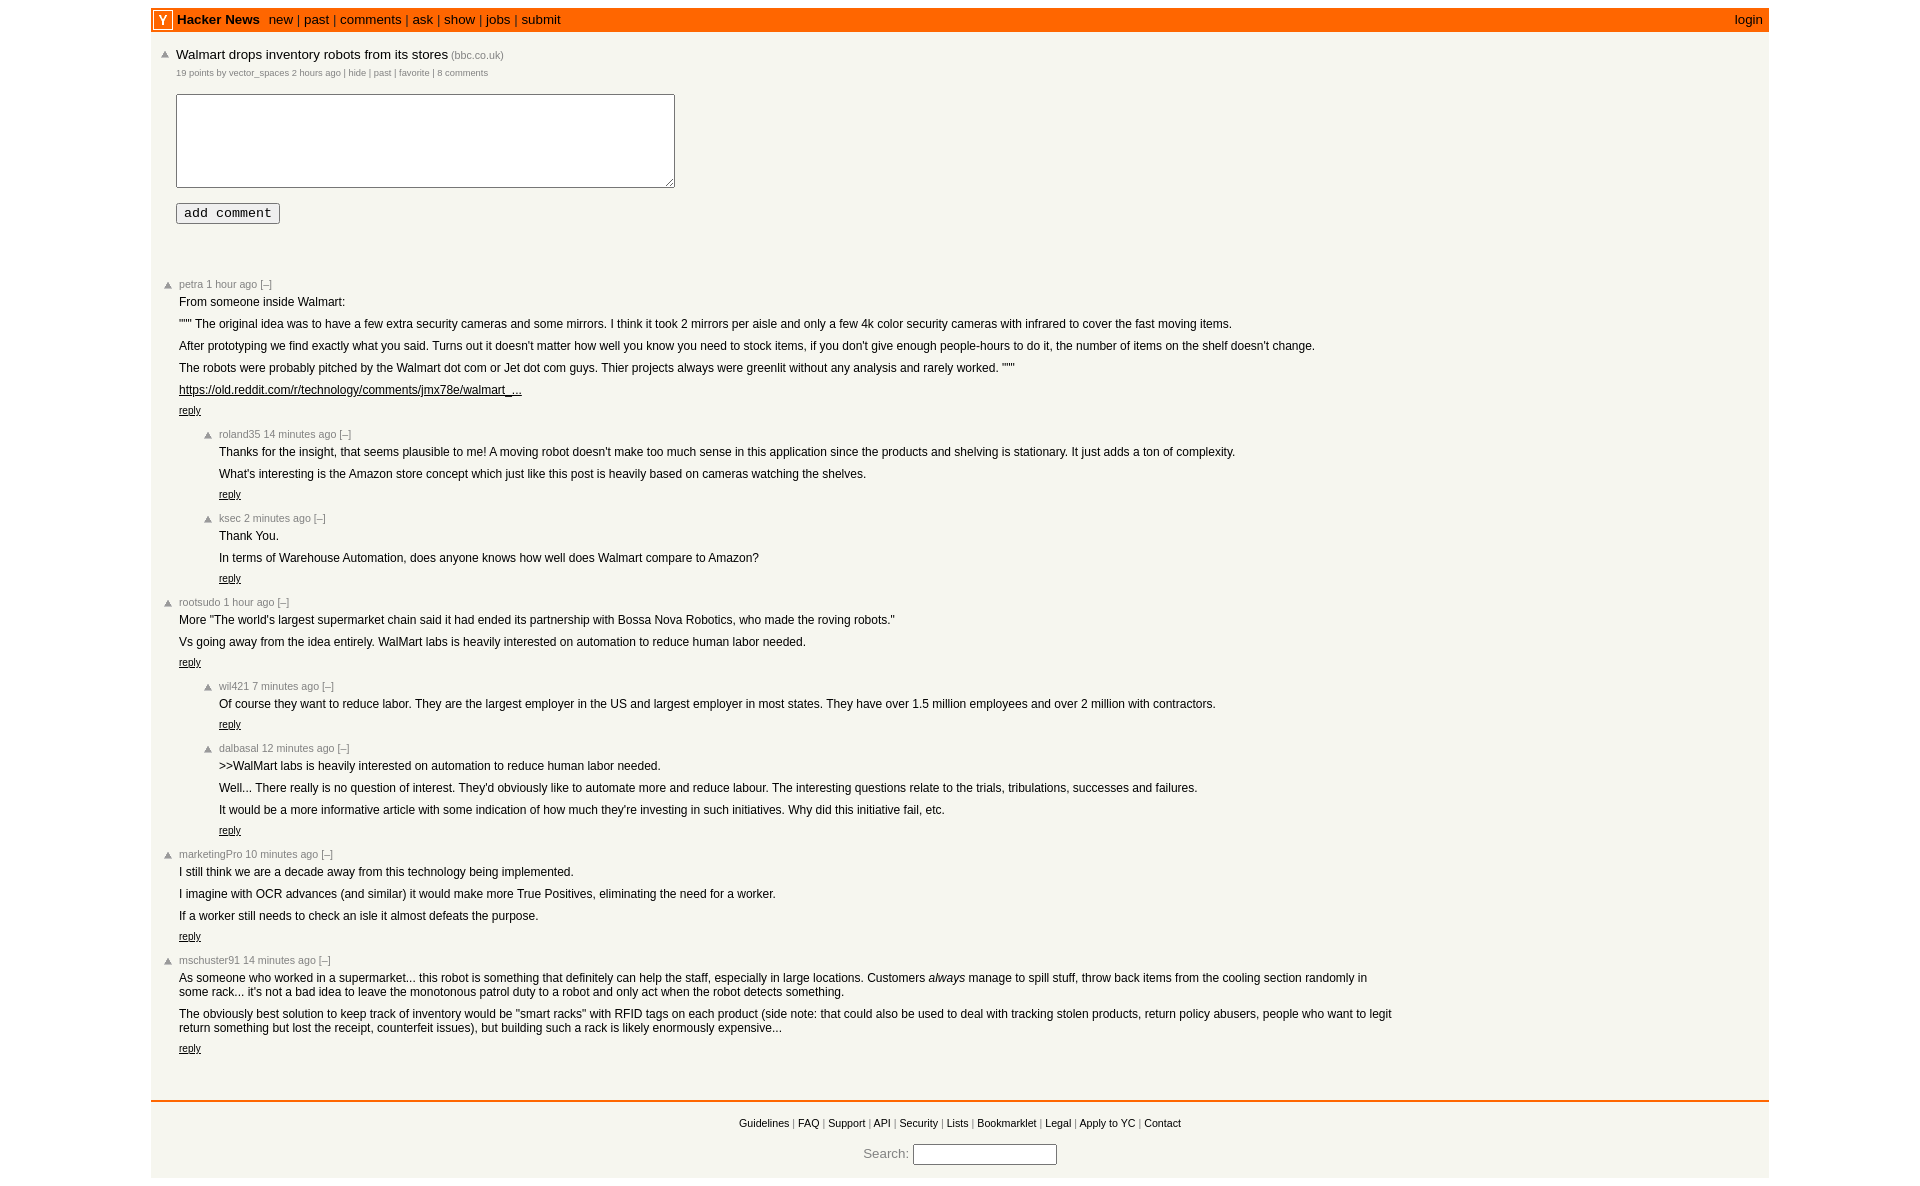 Y Hacker News new | past | comments | ask | show | jobs | submit login
Walmart drops inventory robots from its stores (bbc.co.uk)
19 points by vector_spaces 2 hours ago | hide | past | favorite | 8 comments
add comment
petra 1 hour ago [–]
From someone inside Walmart:
""" The original idea was to have a few extra security cameras and some mirrors. I think it took 2 mirrors per aisle and only a few 4k color security cameras with infrared to cover the fast moving items.
After prototyping we find exactly what you said. Turns out it doesn't matter how well you know you need to stock items, if you don't give enough people-hours to do it, the number of items on the shelf doesn't change.
The robots were probably pitched by the Walmart dot com or Jet dot com guys. Thier projects always were greenlit without any analysis and rarely worked. """
https://old.reddit.com/r/technology/comments/jmx78e/walmart_...
reply
roland35 14 minutes ago [–]
Thanks for the insight, that seems plausible to me! A moving robot doesn't make too much sense in this application since the products and shelving is stationary. It just adds a ton of complexity.
What's interesting is the Amazon store concept which just like this post is heavily based on cameras watching the shelves.
reply
ksec 2 minutes ago [–]
Thank You.
In terms of Warehouse Automation, does anyone knows how well does Walmart compare to Amazon?
reply
rootsudo 1 hour ago [–]
More "The world's largest supermarket chain said it had ended its partnership with Bossa Nova Robotics, who made the roving robots."
Vs going away from the idea entirely. WalMart labs is heavily interested on automation to reduce human labor needed.
reply
wil421 7 minutes ago [–]
Of course they want to reduce labor. They are the largest employer in the US and largest employer in most states. They have over 1.5 million employees and over 2 million with contractors.
reply
dalbasal 12 minutes ago [–]
>>WalMart labs is heavily interested on automation to reduce human labor needed.
Well... There really is no question of interest. They'd obviously like to automate more and reduce labour. The interesting questions relate to the trials, tribulations, successes and failures.
It would be a more informative article with some indication of how much they're investing in such initiatives. Why did this initiative fail, etc.
reply
marketingPro 10 minutes ago [–]
I still think we are a decade away from this technology being implemented.
I imagine with OCR advances (and similar) it would make more True Positives, eliminating the need for a worker.
If a worker still needs to check an isle it almost defeats the purpose.
reply
mschuster91 14 minutes ago [–]
As someone who worked in a supermarket... this robot is something that definitely can help the staff, especially in large locations. Customers always manage to spill stuff, throw back items from the cooling section randomly in
some rack... it's not a bad idea to leave the monotonous patrol duty to a robot and only act when the robot detects something.
The obviously best solution to keep track of inventory would be "smart racks" with RFID tags on each product (side note: that could also be used to deal with tracking stolen products, return policy abusers, people who want to legit
return something but lost the receipt, counterfeit issues), but building such a rack is likely enormously expensive...
reply
Guidelines | FAQ | Support | API | Security | Lists | Bookmarklet | Legal | Apply to YC | Contact
Search: